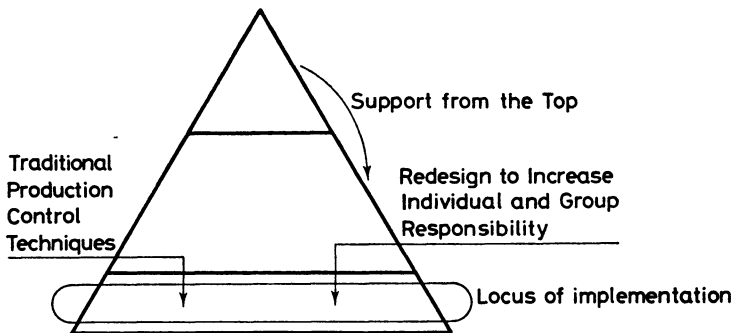 Support from the Top
Traditional
Production
Control
Techniques
Redesign to Increase
Individual and Group
Responsibility
Locus of implementation